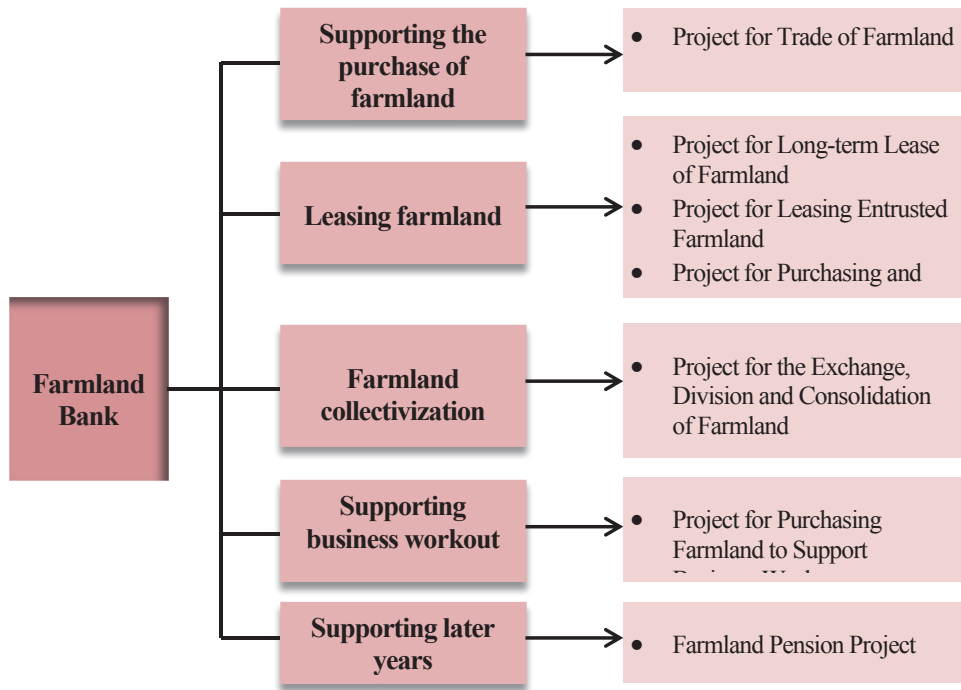 Supporting the
purchase of
farmland
• Project for Trade of Farmland
Leasing farmland
• Project for Long-term Lease
of Farmland
• Project for Leasing Entrusted
Farmland
• Project for Purchasing and
Farmland
Bank
Farmland
collectivization
• Project for the Exchange,
Division and Consolidation
of Farmland
Supporting
business workout
• Project for Purchasing
Farmland to Support
Supporting later
years
• Farmland Pension Project